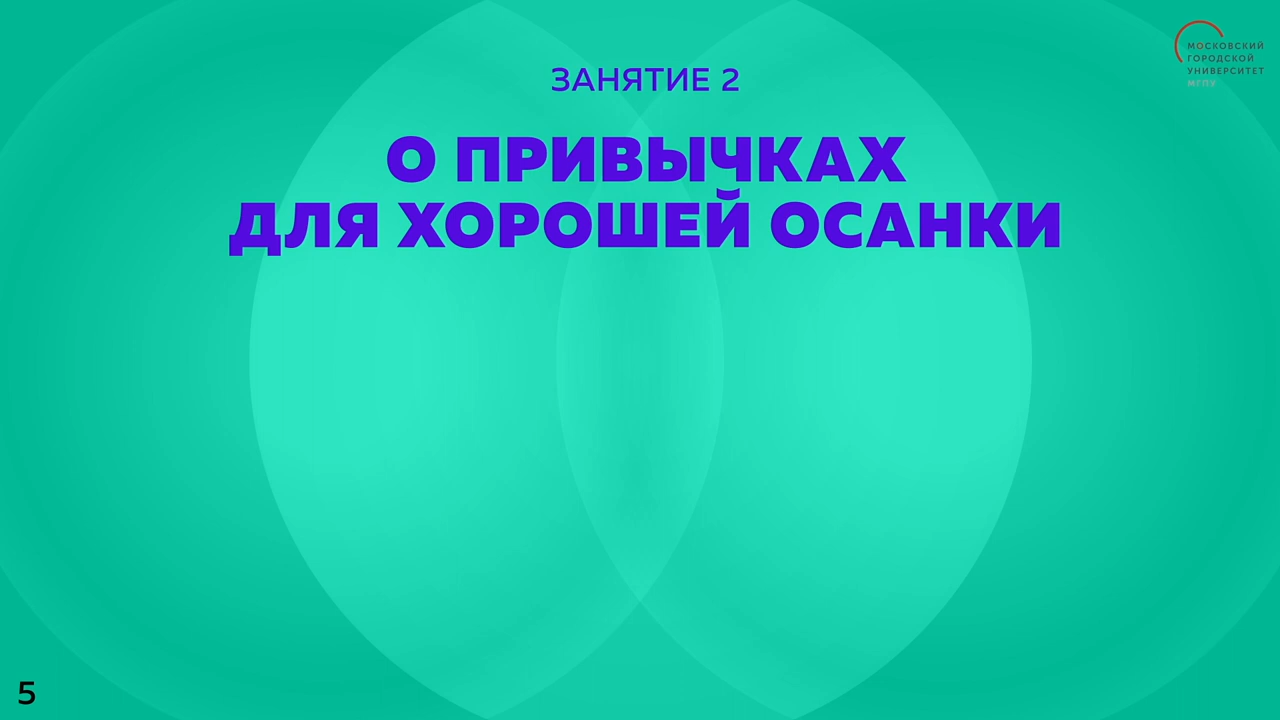 МОСКОВСКИЙ
ГОРОДСКОЙ
УНИВЕРСИТЕТ
МГПУ
ЗАНЯТИЕ 2
О ПРИВЫЧКАХ
ДЛЯ ХОРОШЕЙ ОСАНКИ
5